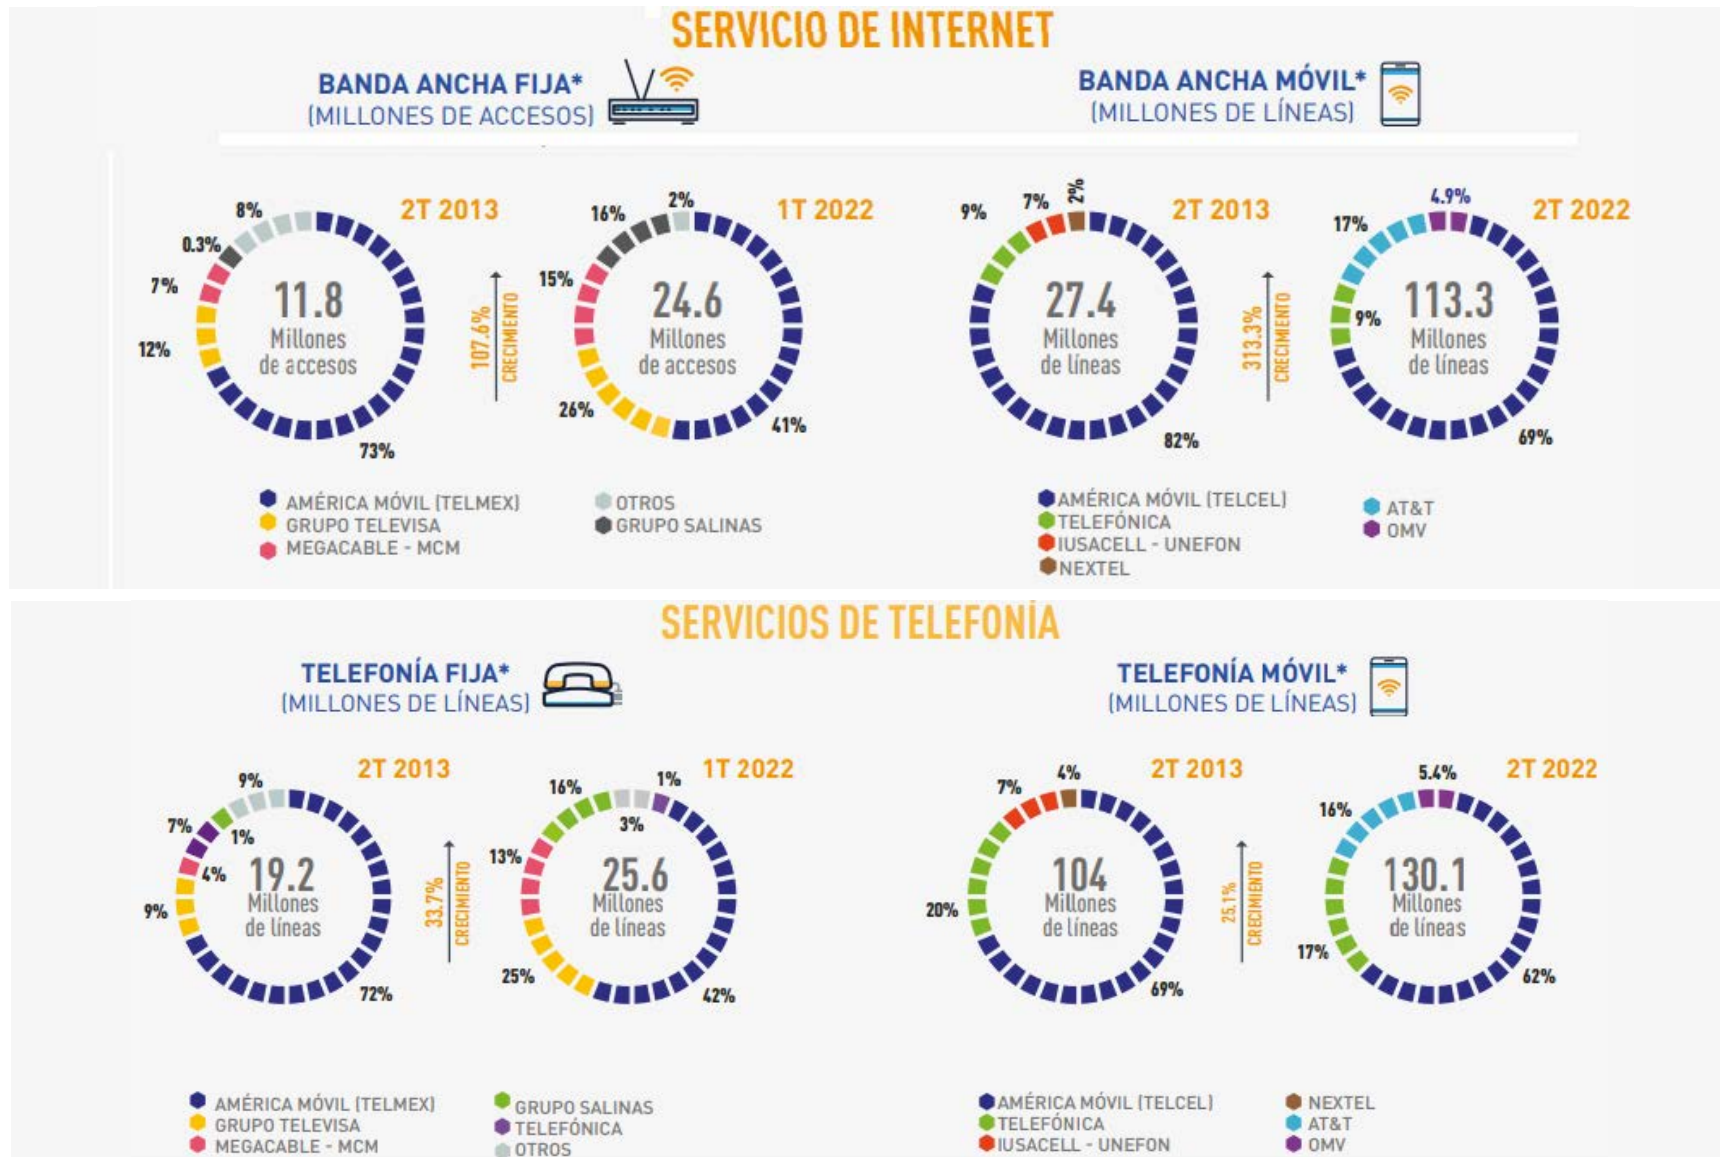 SERVICIO DE INTERNET
BANDA ANCHA FIJA*
(MILLONES DE ACCESOS)
BANDA ANCHA MÓVIL*
(MILLONES DE LÍNEAS)
2T 2013
8%
0.3%
7%
12%
73%
11.8
Millones
de accesos
107.6%
CRECIMIENTO
1T 2022
2%
16%
15%
26%
41%
24.6
Millones
de accesos
2T 2013
9%
7%
2%
82%
27.4
Millones
de líneas
313.3%
CRECIMIENTO
2T 2022
4.9%
17%
9%
69%
113.3
Millones
de líneas
AMÉRICA MÓVIL (TELMEX)
GRUPO TELEVISA
MEGACABLE - MCM
OTROS
GRUPO SALINAS
AMÉRICA MÓVIL (TELCEL)
TELEFÓNICA
IUSACELL - UNEFON
NEXTEL
AT&T
OMV
SERVICIOS DE TELEFONÍA
TELEFONÍA FIJA*
(MILLONES DE LÍNEAS)
TELEFONÍA MÓVIL*
(MILLONES DE LÍNEAS)
2T 2013
9%
7%
1%
4%
9%
72%
19.2
Millones
de líneas
33.7%
CRECIMIENTO
1T 2022
1%
16%
3%
13%
25%
42%
25.6
Millones
de líneas
2T 2013
4%
7%
20%
69%
104
Millones
de líneas
25.1%
CRECIMIENTO
2T 2022
5.4%
16%
17%
62%
130.1
Millones
de líneas
AMÉRICA MÓVIL (TELMEX)
GRUPO TELEVISA
MEGACABLE - MCM
GRUPO SALINAS
TELEFÓNICA
OTROS
AMÉRICA MÓVIL (TELCEL)
TELEFÓNICA
IUSACELL - UNEFON
NEXTEL
AT&T
OMV